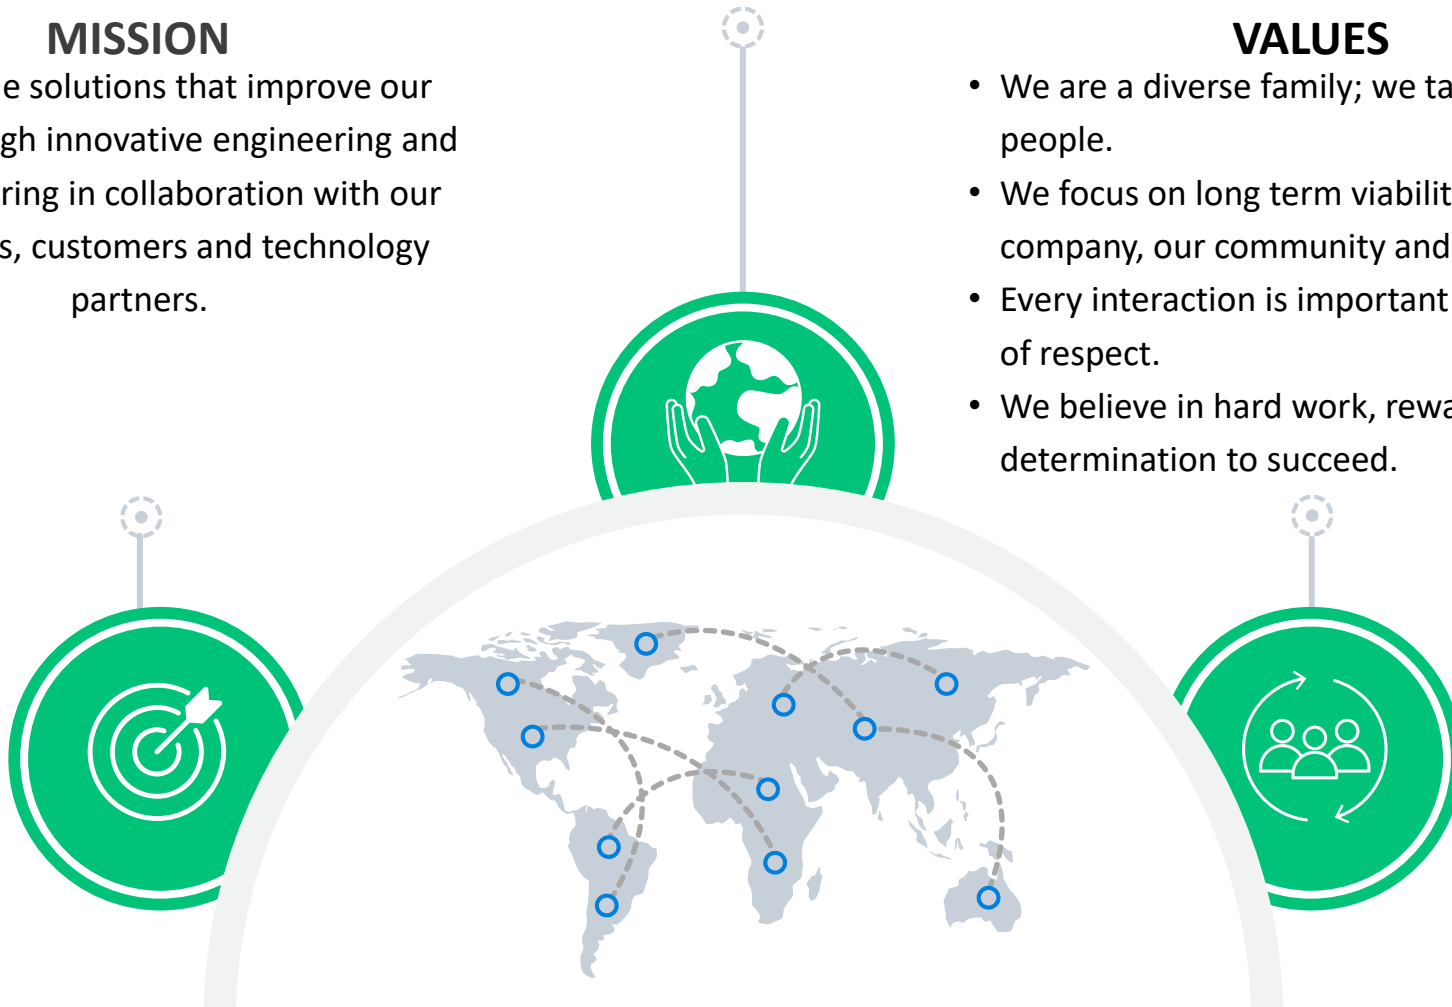 MISSION
e solutions that improve our
gh innovative engineering and
ring in collaboration with our
s, customers and technology
partners.
VALUES
• We are a diverse family; we ta
people.
• We focus on long term viabilit
company, our community and
• Every interaction is important
of respect.
• We believe in hard work, rewa
determination to succeed.